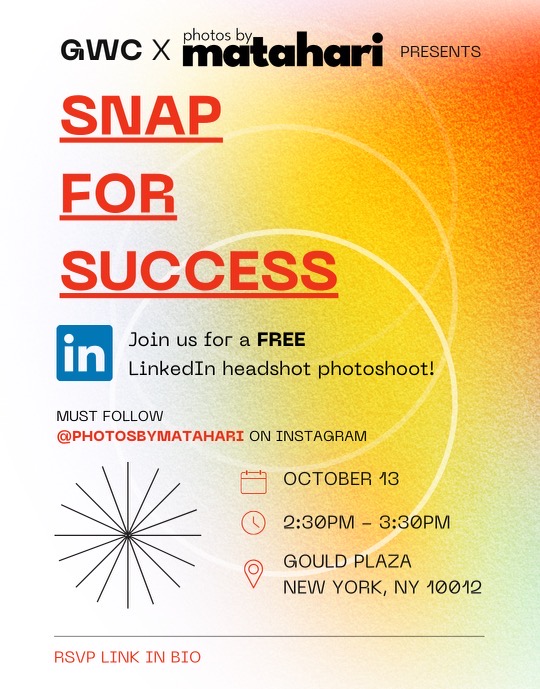 GWC X photos by matahari PRESENTS
SNAP
FOR
SUCCESS
in Join us for a FREE
LinkedIn headshot photoshoot!
MUST FOLLOW
@PHOTOSBYMATAHARI ON INSTAGRAM
OCTOBER 13
2:30PM – 3:30PM
GOULD PLAZA
NEW YORK, NY 10012
RSVP LINK IN BIO